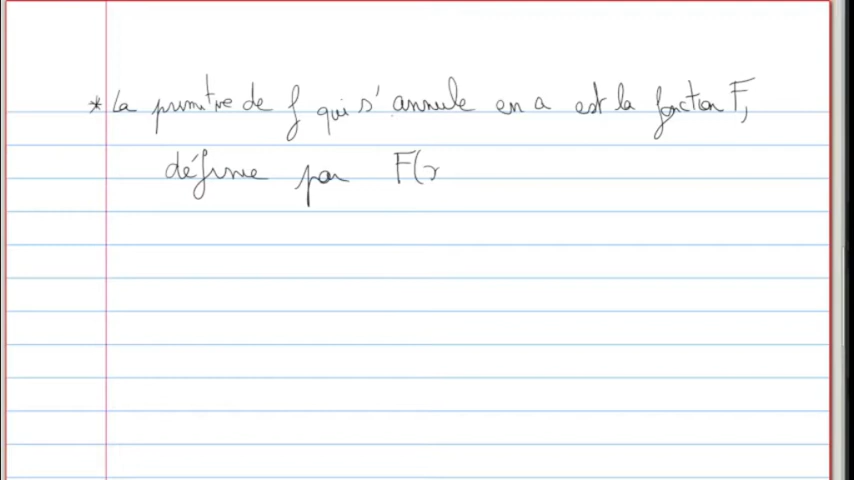 * La primitive de f qui s'annule en a est la fonction F,
définie par F(x